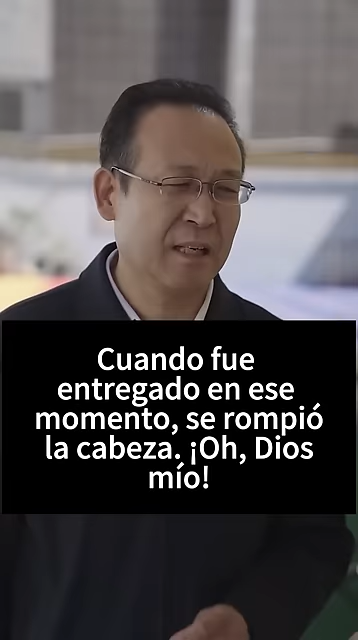 Cuando fue
entregado en ese
momento, se rompió
la cabeza. ¡Oh, Dios
mío!